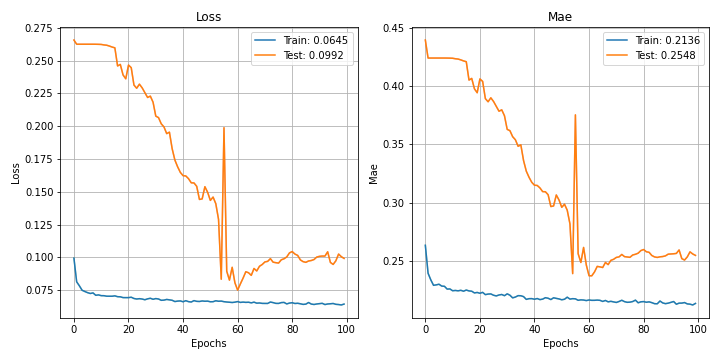 Loss
Train: 0.0645
Test: 0.0992
0.275
0.250
0.225
0.200
0.175
0.150
0.125
0.100
0.075
Loss
0 20 40 60 80 100
Epochs
Mae
Train: 0.2136
Test: 0.2548
0.45
0.40
0.35
0.30
0.25
Mae
0 20 40 60 80 100
Epochs